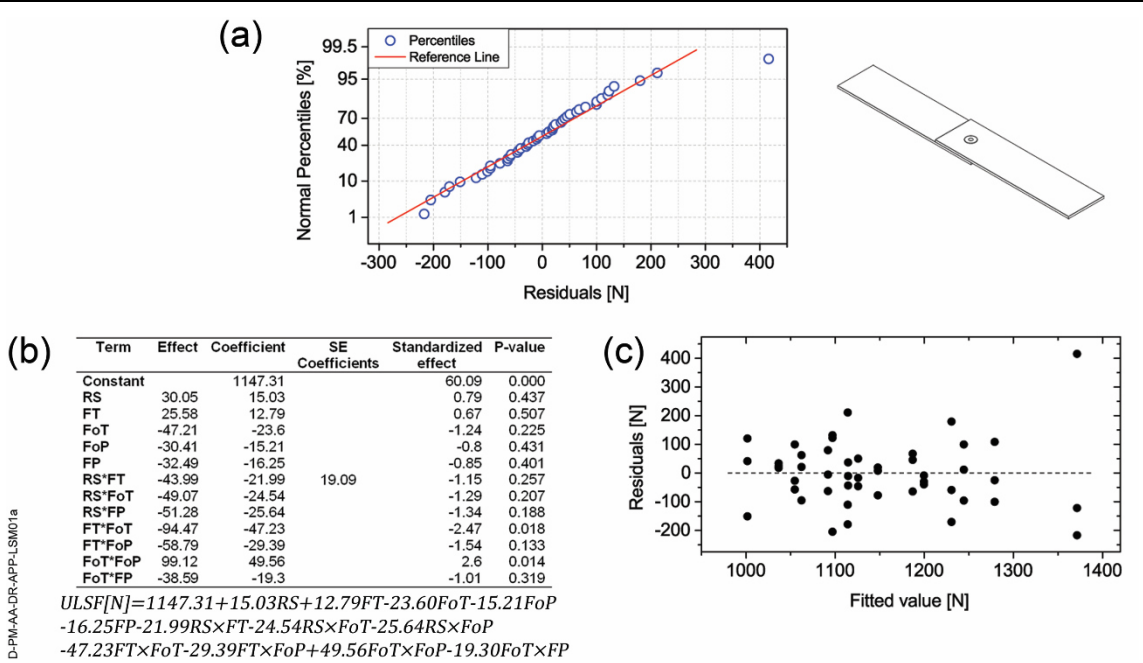 (a)
99.5
95
70
40
10
1
Normal Percentiles [%]
Percentiles
Reference Line
-300 -200 -100 0 100 200 300 400
Residuals [N]
(b)
Term Effect Coefficient SE Coefficients Standardized effect P-value
Constant 1147.31 60.09 0.000
RS 30.05 15.03 0.79 0.437
FT 25.58 12.79 0.67 0.507
FoT -47.21 -23.6 -1.24 0.225
FoP -30.41 -15.21 -0.8 0.431
FP -32.49 -16.25 -0.85 0.401
RS*FT -43.99 -21.99 19.09 -1.15 0.257
RS*FoT -49.07 -24.54 -1.29 0.207
RS*FP -51.28 -25.64 -1.34 0.188
FT*FoT -94.47 -47.23 -2.47 0.018
FT*FoP -58.79 -29.39 -1.54 0.133
FoT*FoP 99.12 49.56 2.6 0.014
FoT*FP -38.59 -19.3 -1.01 0.319
ULSF[N]=1147.31+15.03RS+12.79FT-23.60FoT-15.21FoP
-16.25FP-21.99RS×FT-24.54RS×FoT-25.64RS×FoP
-47.23FT×FoT-29.39FT×FoP+49.56FoT×FoP-19.30FoT×FP
D-PM-AA-DR-APP-LSM01a
(c)
400
300
200
100
0
-100
-200
Residuals [N]
1000 1100 1200 1300 1400
Fitted value [N]